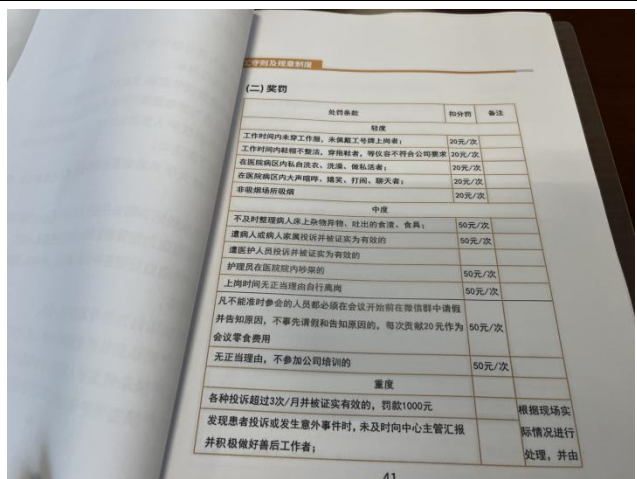 工守则及规章制度
(二) 奖罚
处罚条款 扣分罚 备注
轻度
工作时间内未穿工作服，未佩戴工号牌上岗者； 20元/次
工作时间内鞋帽不整洁，穿拖鞋者，等仪容不符合公司要求 20元/次
在医院病区内私自洗衣、洗澡、做私活者； 20元/次
在医院病区内大声喧哗、嬉笑、打闹、聊天者； 20元/次
非吸烟场所吸烟 20元/次
中度
不及时整理病人床上杂物弃物、吐出的食渣、食具； 50元/次
遭病人或病人家属投诉并被证实为有效的 50元/次
遭医护人员投诉并被证实为有效的
护理员在医院院内吵架的 50元/次
上岗时间无正当理由自行离岗 50元/次
凡不能准时参会的人员都必须在会议开始前在微信群中请假
并告知原因，不事先请假和告知原因的，每次贡献20元作为 50元/次
会议零食费用
无正当理由，不参加公司培训的 50元/次
重度
各种投诉超过3次/月并被证实有效的，罚款1000元 根据现场实
发现患者投诉或发生意外事件时，未及时向中心主管汇报 际情况进行
并积极做好善后工作者； 处理，并由
41